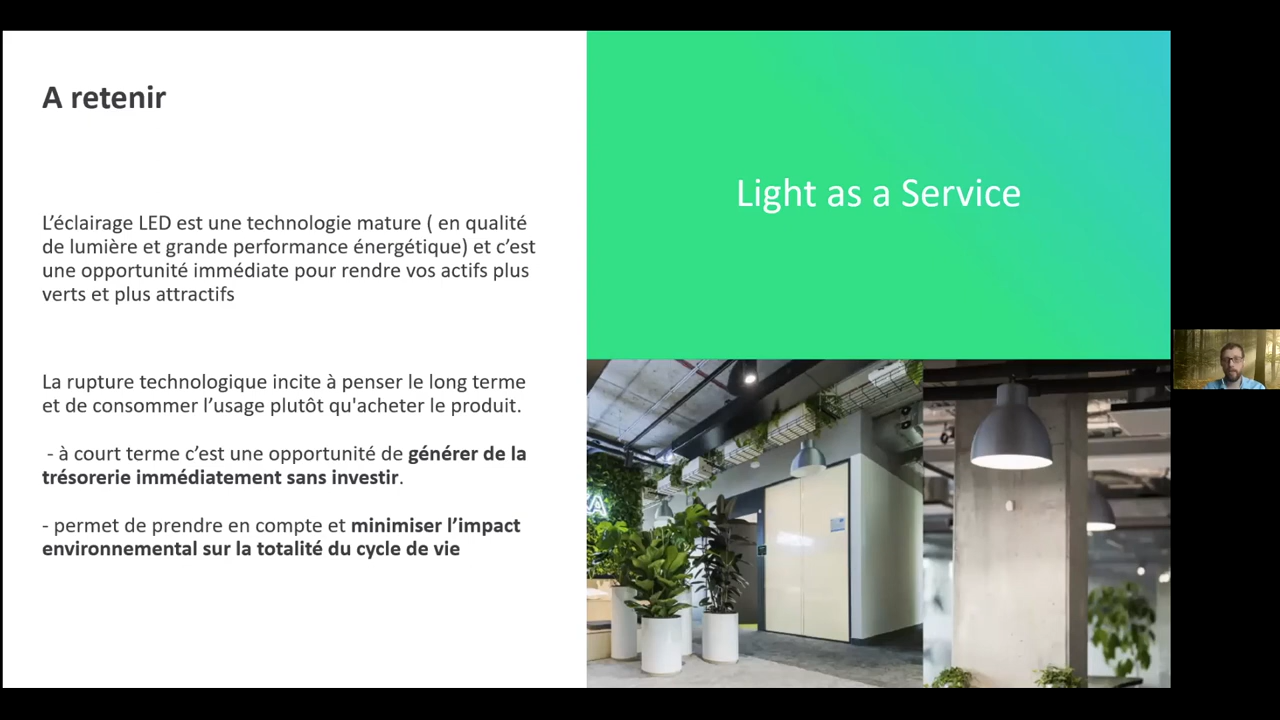 A retenir
L’éclairage LED est une technologie mature ( en qualité
de lumière et grande performance énergétique) et c’est
une opportunité immédiate pour rendre vos actifs plus
verts et plus attractifs
La rupture technologique incite à penser le long terme
et de consommer l’usage plutôt qu'acheter le produit.
- à court terme c’est une opportunité de générer de la
trésorerie immédiatement sans investir.
- permet de prendre en compte et minimiser l’impact
environnemental sur la totalité du cycle de vie
Light as a Service